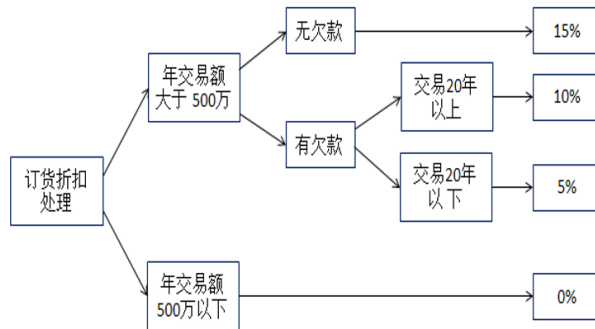 订货折扣
处理
年交易额
大于 500万
无欠款
15%
有欠款
交易20年
以上
10%
交易20年
以 下
5%
年交易额
500万以下
0%